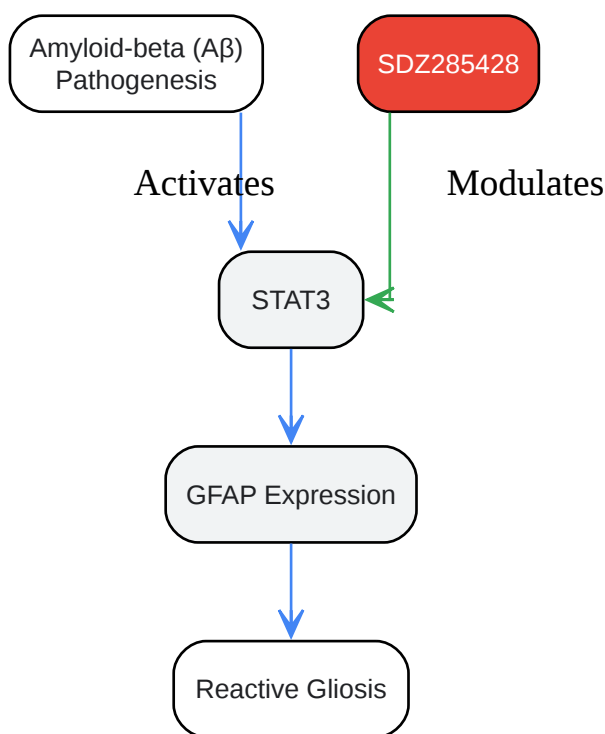 Amyloid-beta (Aβ)
Pathogenesis
SDZ285428
Activates
Modulates
STAT3
GFAP Expression
Reactive Gliosis